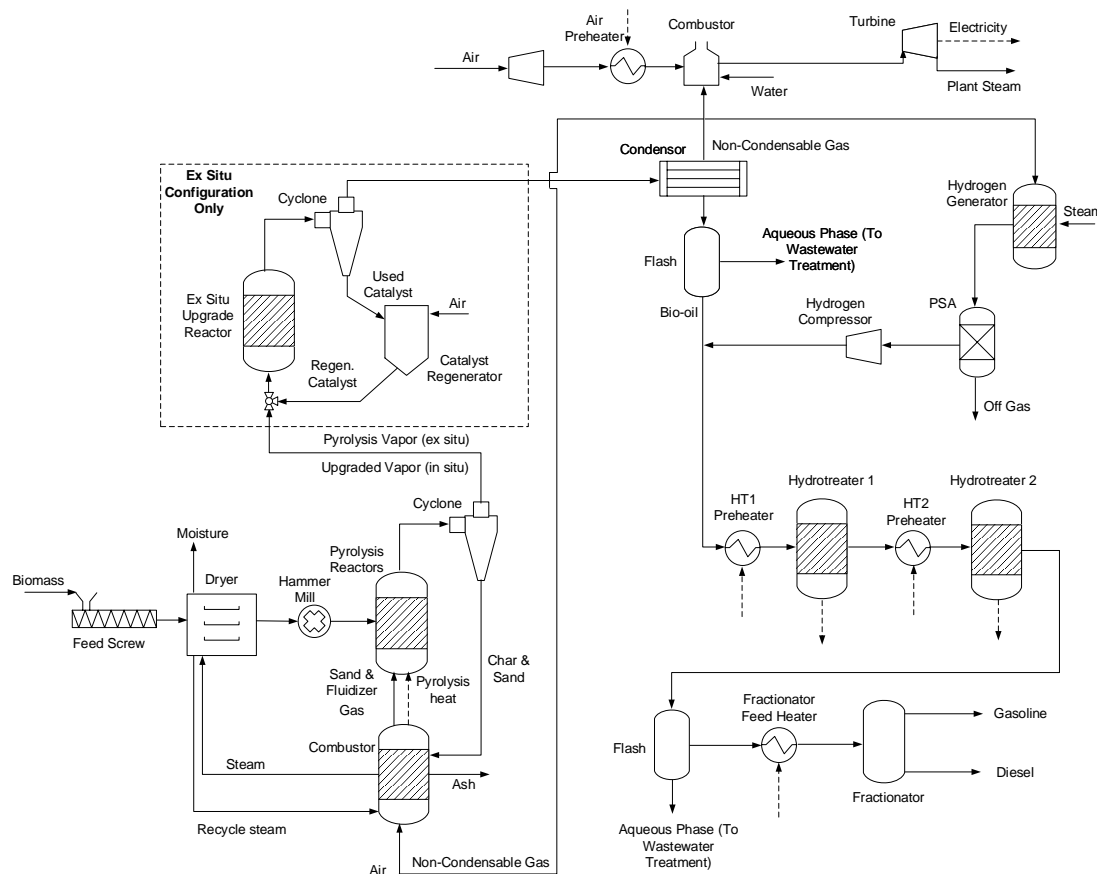 Air
Air
Preheater
Combustor
Turbine
Electricity
Water
Plant Steam
Ex Situ
Configuration
Only
Cyclone
Condensor
Non-Condensable Gas
Hydrogen
Generator
Steam
Flash
Aqueous Phase (To
Wastewater
Treatment)
Used
Catalyst
Air
Ex Situ
Upgrade
Reactor
Bio-oil
Hydrogen
Compressor
PSA
Regen.
Catalyst
Catalyst
Regenerator
Off Gas
Pyrolysis Vapor (ex situ)
Upgraded Vapor (in situ)
Cyclone
HT1
Preheater
Hydrotreater 1
HT2
Preheater
Hydrotreater 2
Moisture
Pyrolysis
Reactors
Biomass
Dryer
Hammer
Mill
Feed Screw
Sand &
Fluidizer
Gas
Pyrolysis
heat
Char &
Sand
Combustor
Steam
Ash
Recycle steam
Air
Non-Condensable Gas
Fractionator
Feed Heater
Flash
Gasoline
Diesel
Fractionator
Aqueous Phase (To
Wastewater
Treatment)